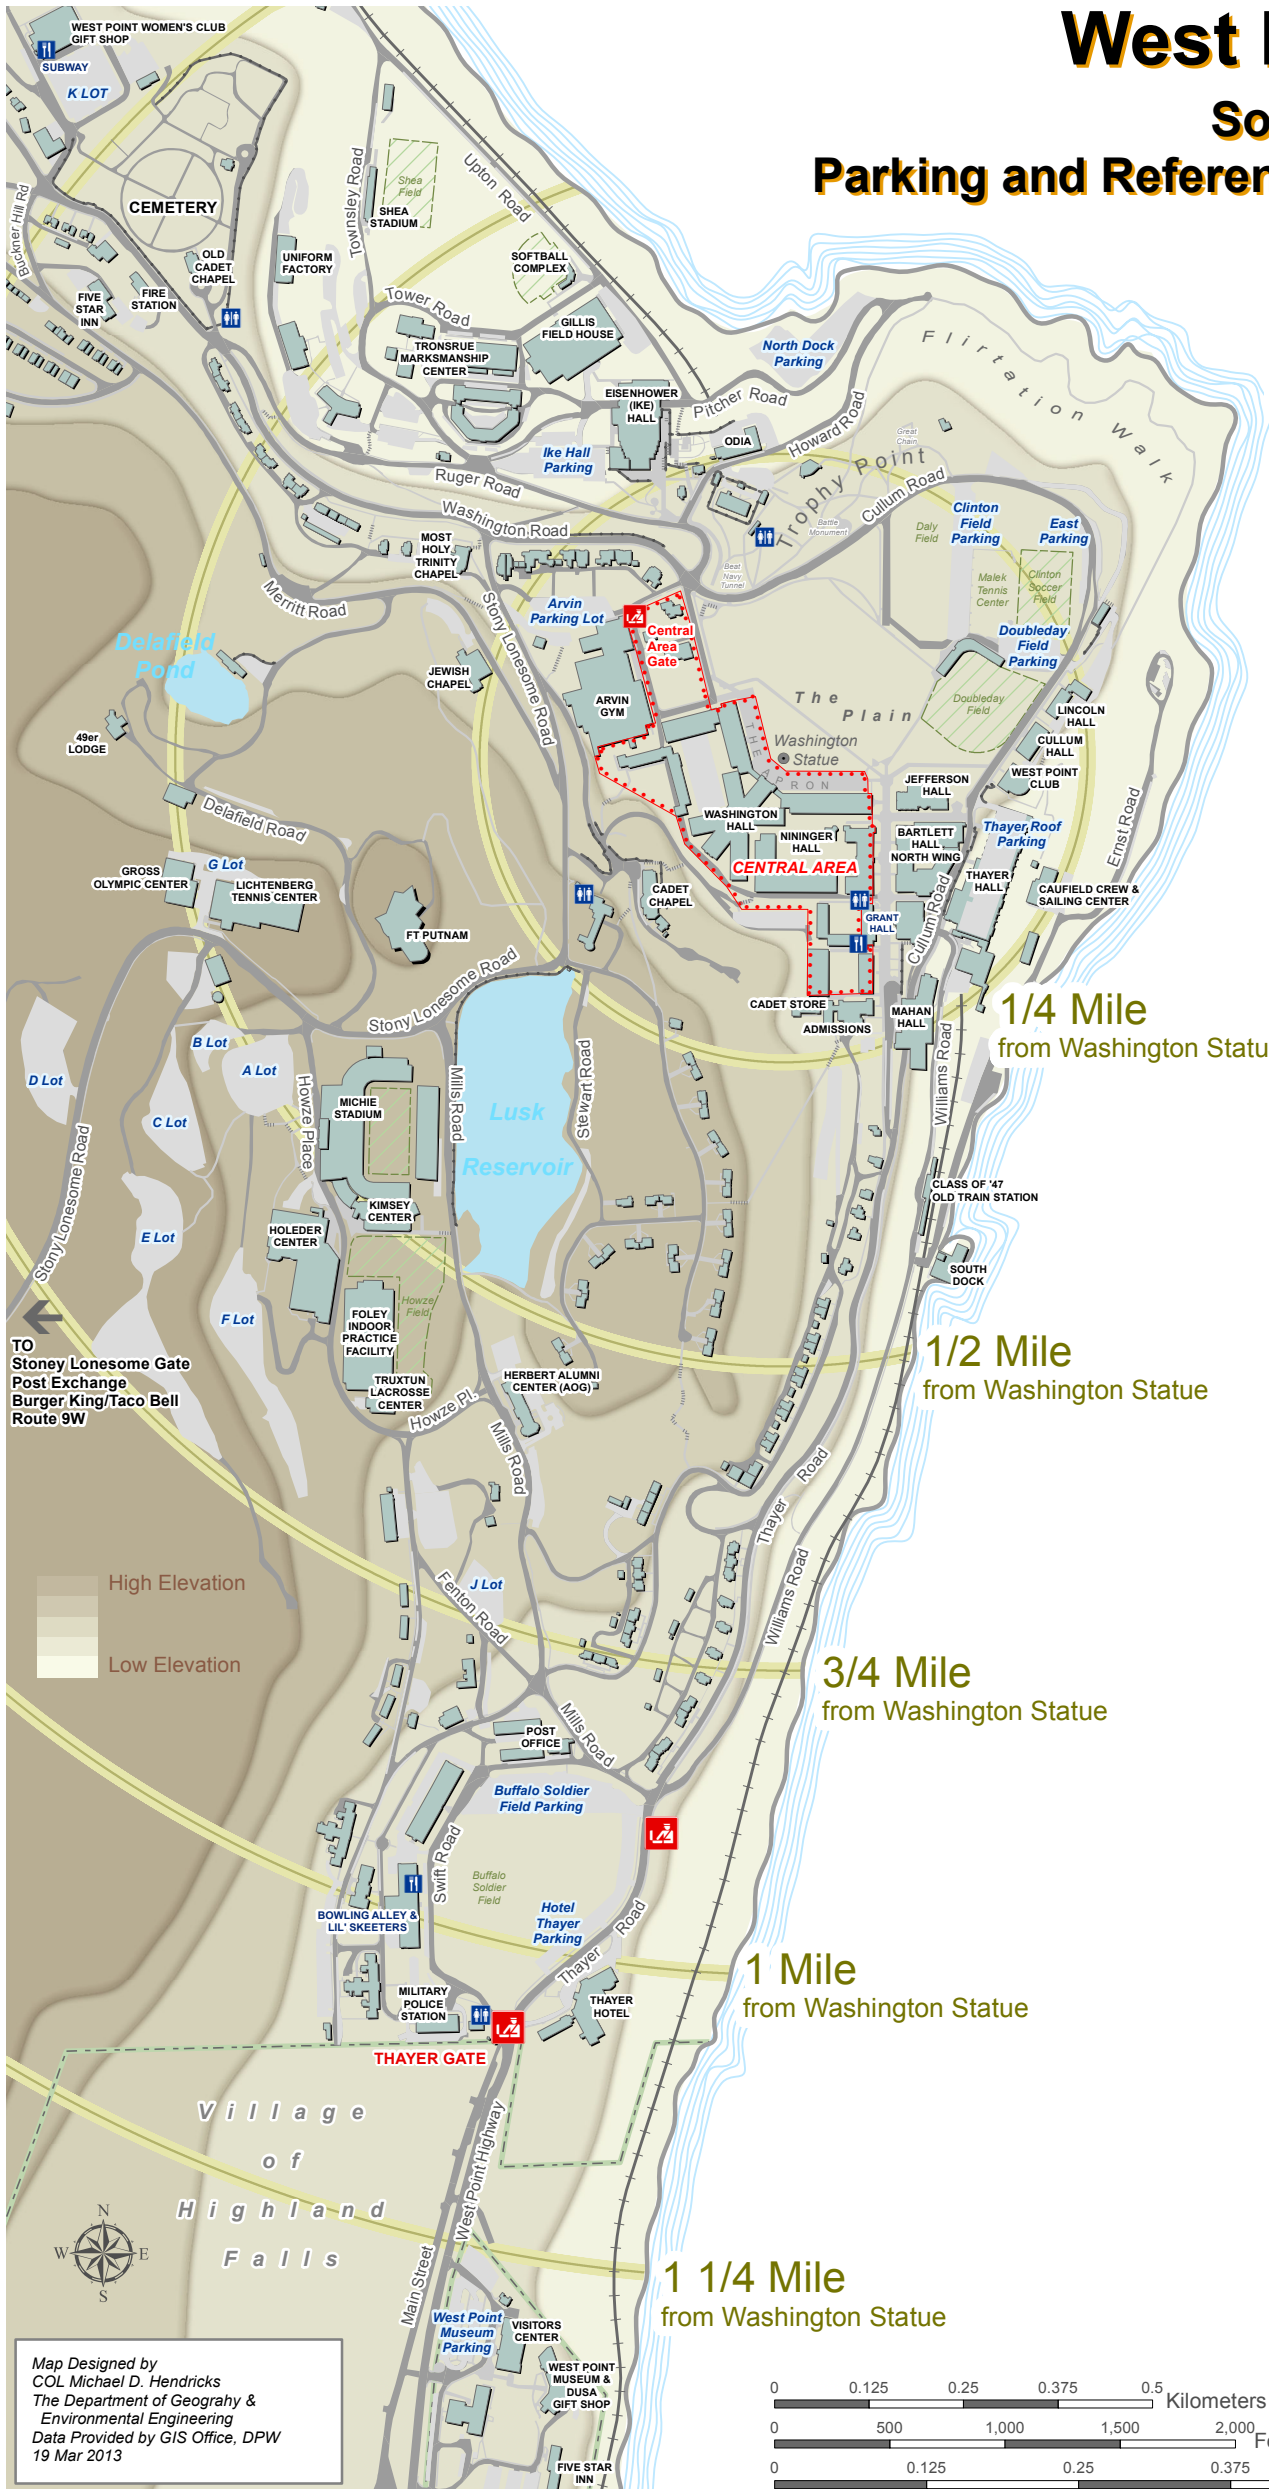 West
So
Parking and Referen
WEST POINT WOMEN'S CLUB
GIFT SHOP
SUBWAY
K LOT
CEMETERY
Buckner Hill Rd
OLD
CADET
CHAPEL
FIVE
STAR
INN
FIRE
STATION
UNIFORM
FACTORY
Townsley Road
Shea
Field
SHEA
STADIUM
Upton Road
SOFTBALL
COMPLEX
Tower Road
GILLIS
FIELD HOUSE
TRONSRUE
MARKSMANSHIP
CENTER
EISENHOWER
(IKE)
HALL
North Dock
Parking
Pitcher Road
Howard Road
ODIA
Flirtation Walk
Great
Chain
Trophy Point
Ike Hall
Parking
Ruger Road
Washington Road
Cullum Road
Battle
Monument
Daly
Field
Clinton
Field
Parking
East
Parking
Beat
Navy
Tunnel
Malek
Tennis
Center
Clinton
Soccer
Field
MOST
HOLY
TRINITY
CHAPEL
Merritt Road
Stony Lonesome Road
Arvin
Parking Lot
Central
Area
Gate
Doubleday
Field
Parking
Delafield
Pond
JEWISH
CHAPEL
ARVIN
GYM
The
Plain
Doubleday
Field
LINCOLN
HALL
CULLUM
HALL
49er
LODGE
Washington
Statue
THE APRON
WEST POINT
CLUB
JEFFERSON
HALL
Delafield Road
WASHINGTON
HALL
NININGER
HALL
BARTLETT
HALL
NORTH WING
Thayer Roof
Parking
Ernst Road
CENTRAL AREA
G Lot
GROSS
OLYMPIC CENTER
LICHTENBERG
TENNIS CENTER
CADET
CHAPEL
THAYER
HALL
CAUFIELD CREW &
SAILING CENTER
FT PUTNAM
GRANT
HALL
Cullum Road
Stony Lonesome Road
CADET STORE
ADMISSIONS
MAHAN
HALL
1/4 Mile
from Washington Statu
B Lot
A Lot
D Lot
C Lot
Howze Place
MICHIE
STADIUM
Mills Road
Lusk
Reservoir
Stewart Road
Williams Road
Stony Lonesome Road
CLASS OF '47
OLD TRAIN STATION
KIMSEY
CENTER
HOLEDER
CENTER
E Lot
SOUTH
DOCK
F Lot
Howze
Field
FOLEY
INDOOR
PRACTICE
FACILITY
TO
Stoney Lonesome Gate
Post Exchange
Burger King/Taco Bell
Route 9W
1/2 Mile
from Washington Statue
TRUXTUN
LACROSSE
CENTER
Howze Pl.
HERBERT ALUMNI
CENTER (AOG)
Mills Road
Thayer Road
High Elevation
Low Elevation
J Lot
Fenton Road
Williams Road
3/4 Mile
from Washington Statue
POST
OFFICE
Mills Road
Buffalo Soldier
Field Parking
Swift Road
Buffalo
Soldier
Field
BOWLING ALLEY &
LIL' SKEETERS
Hotel
Thayer
Parking
Thayer Road
1 Mile
from Washington Statue
MILITARY
POLICE
STATION
THAYER
HOTEL
THAYER GATE
Village
of
Highland
Falls
West Point Highway
Main Street
N
W
E
S
1 1/4 Mile
from Washington Statue
West Point
Museum
Parking
VISITORS
CENTER
WEST POINT
MUSEUM &
DUSA
GIFT SHOP
FIVE STAR
INN
Map Designed by
COL Michael D. Hendricks
The Department of Geograhy &
Environmental Engineering
Data Provided by GIS Office, DPW
19 Mar 2013
0 0.125 0.25 0.375 0.5
Kilometers
0 500 1,000 1,500 2,000
Fe
0 0.125 0.25 0.375